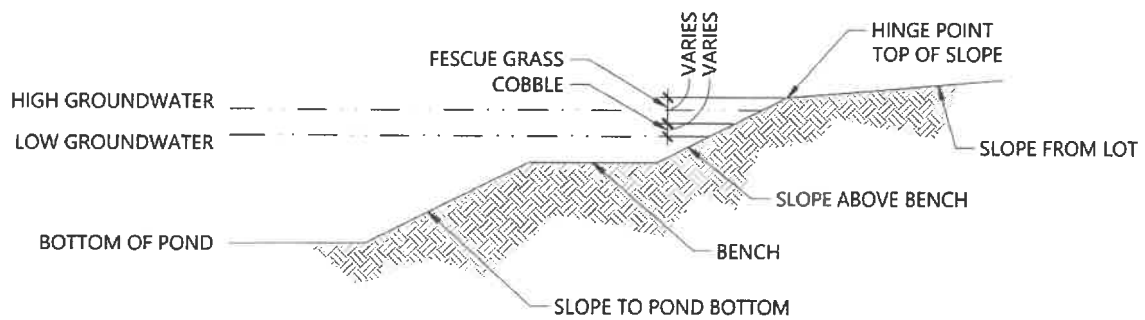 VARIES
VARIES
HINGE POINT
TOP OF SLOPE
FESCUE GRASS
COBBLE
HIGH GROUNDWATER
LOW GROUNDWATER
SLOPE FROM LOT
SLOPE ABOVE BENCH
BOTTOM OF POND
BENCH
SLOPE TO POND BOTTOM